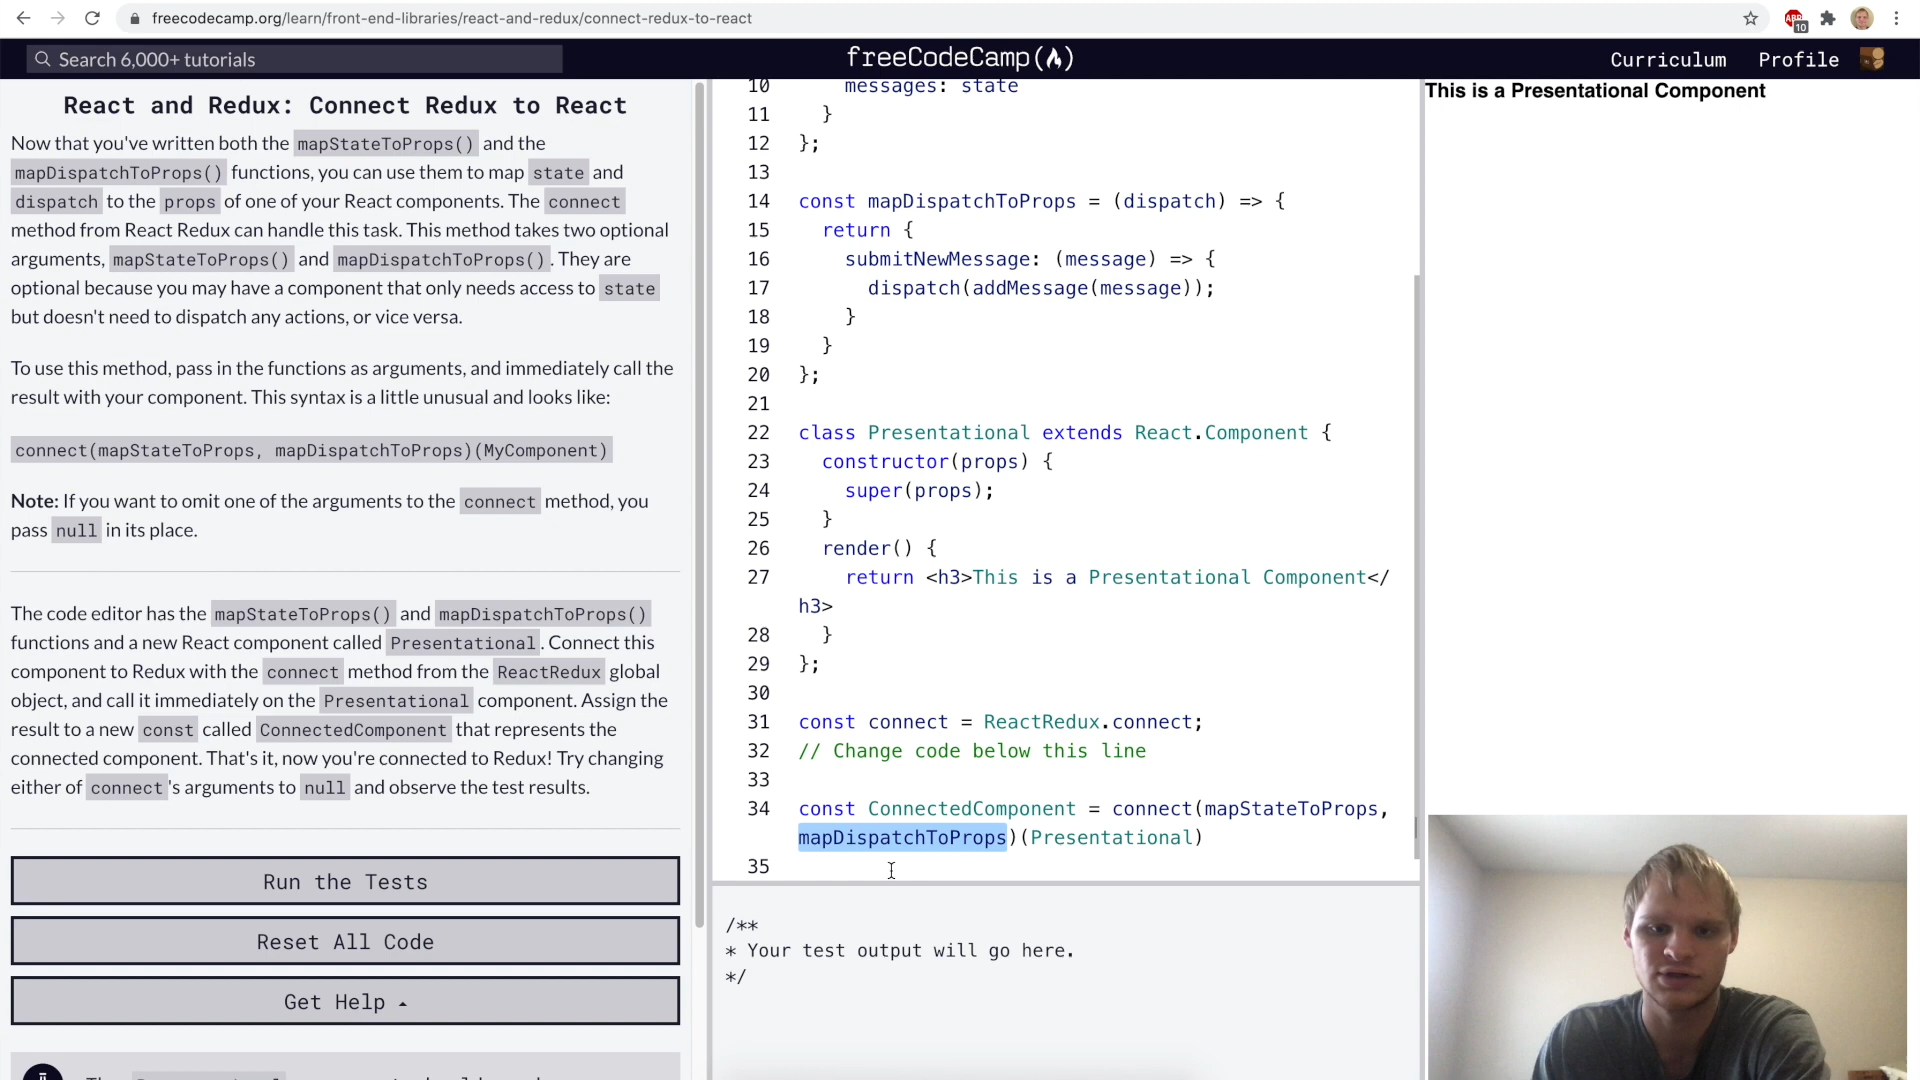 freecodecamp.org/learn/front-end-libraries/react-and-redux/connect-redux-to-react
10
Search 6,000+ tutorials
freeCodeCamp
Curriculum
Profile
React and Redux: Connect Redux to React
Now that you've written both the mapStateToProps() and the
mapDispatchToProps() functions, you can use them to map state and
dispatch to the props of one of your React components. The connect
method from React Redux can handle this task. This method takes two optional
arguments, mapStateToProps() and mapDispatchToProps(). They are
optional because you may have a component that only needs access to state
but doesn't need to dispatch any actions, or vice versa.
To use this method, pass in the functions as arguments, and immediately call the
result with your component. This syntax is a little unusual and looks like:
connect(mapStateToProps, mapDispatchToProps)(MyComponent)
Note: If you want to omit one of the arguments to the connect method, you
pass null in its place.
The code editor has the mapStateToProps() and mapDispatchToProps()
functions and a new React component called Presentational. Connect this
component to Redux with the connect method from the ReactRedux global
object, and call it immediately on the Presentational component. Assign the
result to a new const called ConnectedComponent that represents the
connected component. That's it, now you're connected to Redux! Try changing
either of connect's arguments to null and observe the test results.
Run the Tests
Reset All Code
Get Help
10 messages: state
11 }
12 };
13
14 const mapDispatchToProps = (dispatch) => {
15 return {
16 submitNewMessage: (message) => {
17 dispatch(addMessage(message));
18 }
19 }
20 };
21
22 class Presentational extends React.Component {
23 constructor(props) {
24 super(props);
25 }
26 render() {
27 return <h3>This is a Presentational Component</
h3>
28 }
29 };
30
31 const connect = ReactRedux.connect;
32 // Change code below this line
33
34 const ConnectedComponent = connect(mapStateToProps,
mapDispatchToProps)(Presentational)
35
/**
* Your test output will go here.
*/
This is a Presentational Component